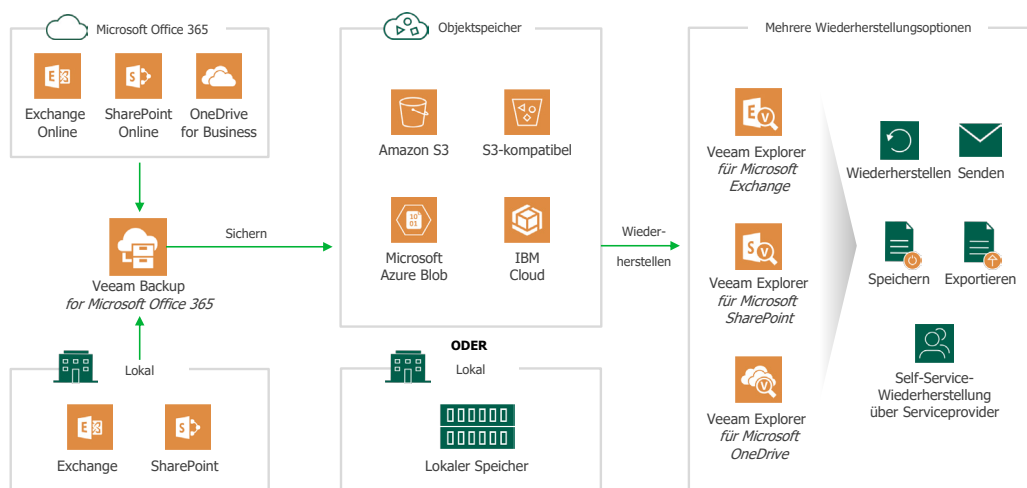 Microsoft Office 365
Exchange
Online
SharePoint
Online
OneDrive
for Business
Veeam Backup
for Microsoft Office 365
Lokal
Exchange
SharePoint
Sichern
Objektspeicher
Amazon S3
S3-kompatibel
10
01
Microsoft
Azure Blob
IBM
Cloud
ODER
Lokal
Lokaler Speicher
Wieder-
herstellen
Mehrere Wiederherstellungsoptionen
Veeam Explorer
für Microsoft
Exchange
Veeam Explorer
für Microsoft
SharePoint
Veeam Explorer
für Microsoft
OneDrive
Wiederherstellen
Senden
Speichern
Exportieren
Self-Service-
Wiederherstellung
über Serviceprovider